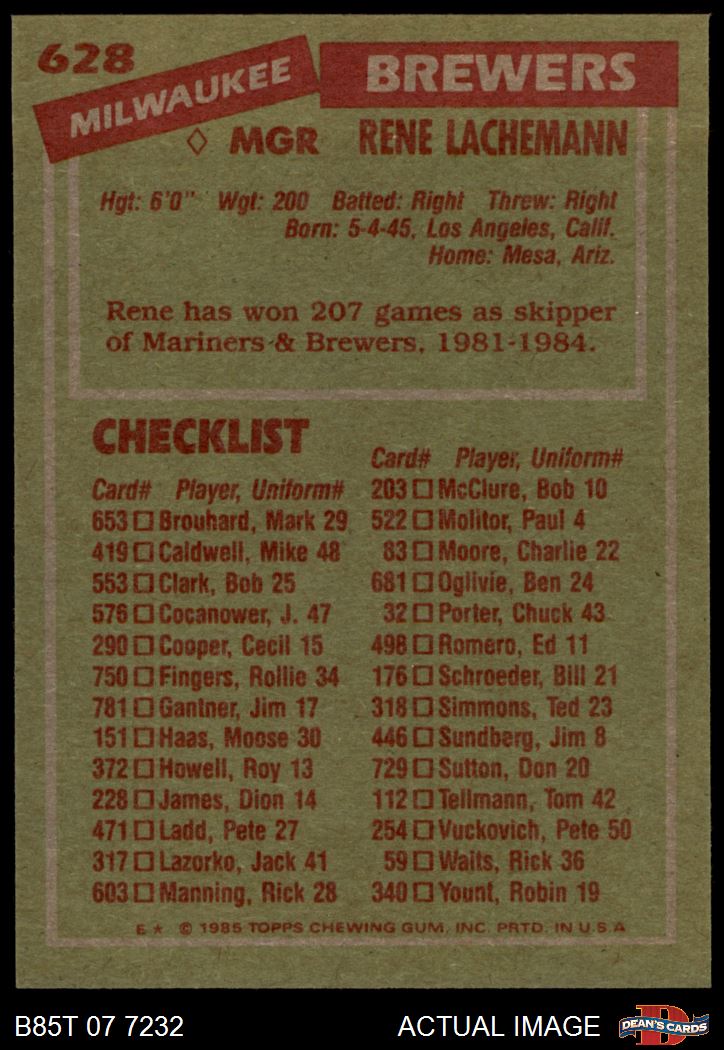 628
MILWAUKEE BREWERS
◇ MGR RENE LACHEMANN
Hgt: 6'0" Wgt: 200 Batted: Right Threw: Right
Born: 5-4-45, Los Angeles, Calif.
Home: Mesa, Ariz.
Rene has won 207 games as skipper
of Mariners & Brewers, 1981-1984.
CHECKLIST
Card# Player, Uniform#
653 □ Brouhard, Mark 29
419 □ Caldwell, Mike 48
553 □ Clark, Bob 25
576 □ Cocanower, J. 47
290 □ Cooper, Cecil 15
750 □ Fingers, Rollie 34
781 □ Gantner, Jim 17
151 □ Haas, Moose 30
372 □ Howell, Roy 13
228 □ James, Dion 14
471 □ Ladd, Pete 27
317 □ Lazorko, Jack 41
603 □ Manning, Rick 28
Card# Player, Uniform#
203 □ McClure, Bob 10
522 □ Molitor, Paul 4
83 □ Moore, Charlie 22
681 □ Oglivie, Ben 24
32 □ Porter, Chuck 43
498 □ Romero, Ed 11
176 □ Schroeder, Bill 21
318 □ Simmons, Ted 23
446 □ Sundberg, Jim 8
729 □ Sutton, Don 20
112 □ Tellmann, Tom 42
254 □ Vuckovich, Pete 50
59 □ Waits, Rick 36
340 □ Yount, Robin 19
E * © 1985 TOPPS CHEWING GUM, INC. PRTD. IN U.S.A
B85T 07 7232
ACTUAL IMAGE
D
DEAN'S CARDS